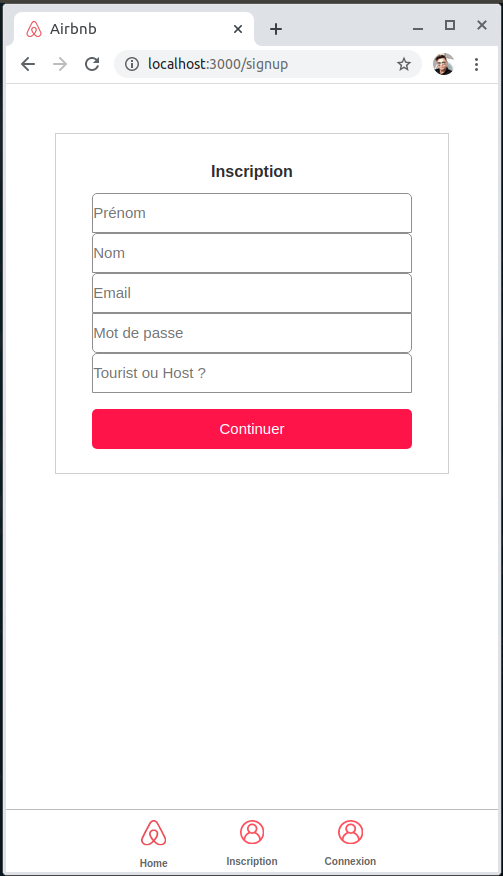 Airbnb
localhost:3000/signup
Inscription
Prénom
Nom
Email
Mot de passe
Tourist ou Host ?
Continuer
Home Inscription Connexion